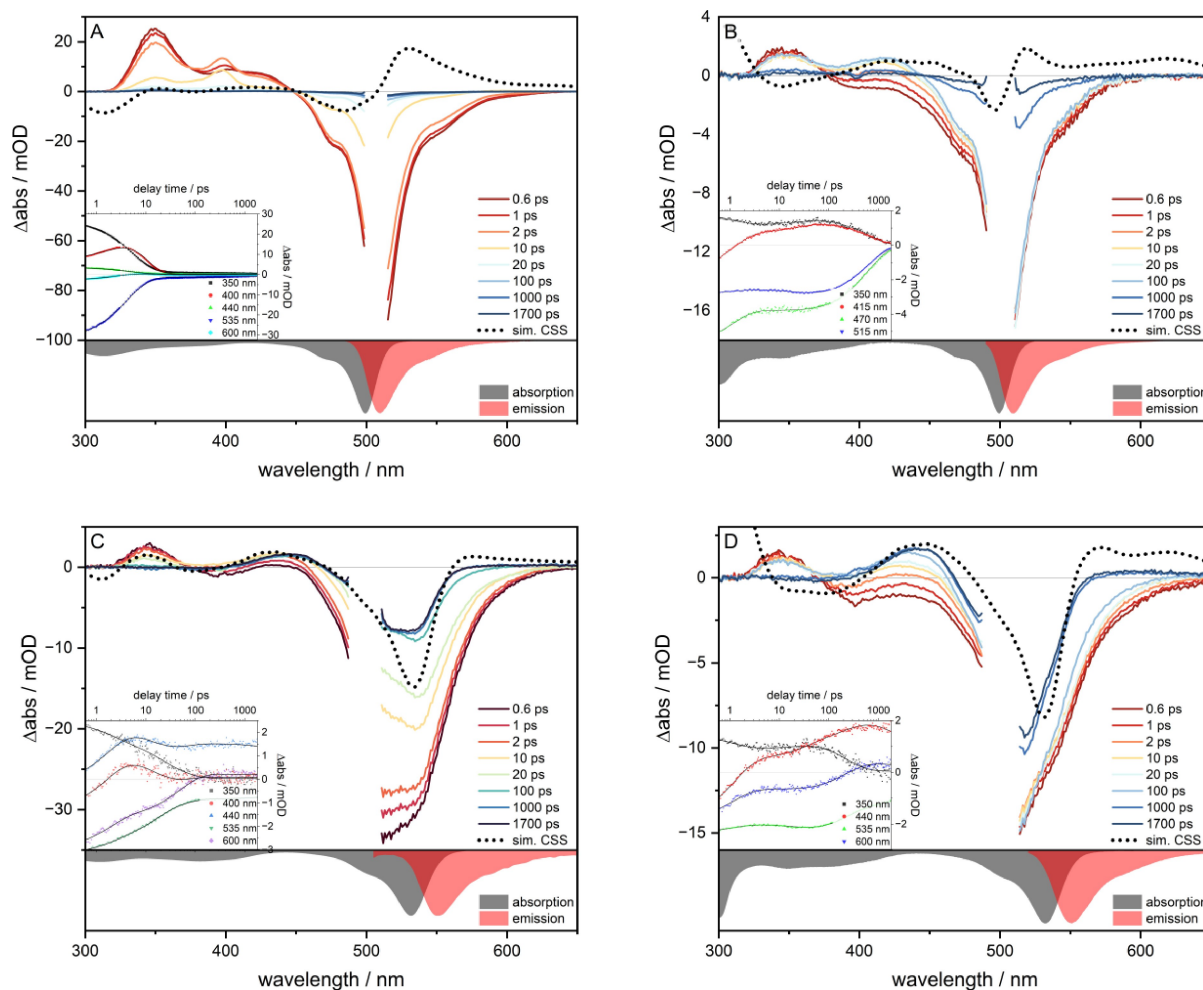 A
20
0
−20
−40
−60
−80
−100
Δabs / mOD
delay time / ps
1 10 100 1000
30
20
10
0
−10
−20
−30
Δabs / mOD
350 nm
400 nm
440 nm
535 nm
600 nm
0.6 ps
1 ps
2 ps
10 ps
20 ps
100 ps
1000 ps
1700 ps
sim. CSS
absorption
emission
300 400 500 600
wavelength / nm
B
4
0
−4
−8
−12
−16
Δabs / mOD
delay time / ps
1 10 100 1000
2
0
−2
−4
Δabs / mOD
350 nm
415 nm
470 nm
515 nm
0.6 ps
1 ps
2 ps
10 ps
20 ps
100 ps
1000 ps
1700 ps
sim. CSS
absorption
emission
300 400 500 600
wavelength / nm
C
0
−10
−20
−30
Δabs / mOD
delay time / ps
1 10 100 1000
2
1
0
−1
−2
−3
Δabs / mOD
350 nm
400 nm
440 nm
535 nm
600 nm
0.6 ps
1 ps
2 ps
10 ps
20 ps
100 ps
1000 ps
1700 ps
sim. CSS
absorption
emission
300 400 500 600
wavelength / nm
D
0
−5
−10
−15
Δabs / mOD
delay time / ps
1 10 100 1000
2
0
−2
Δabs / mOD
350 nm
440 nm
535 nm
600 nm
0.6 ps
1 ps
2 ps
10 ps
20 ps
100 ps
1000 ps
1700 ps
sim. CSS
absorption
emission
300 400 500 600
wavelength / nm